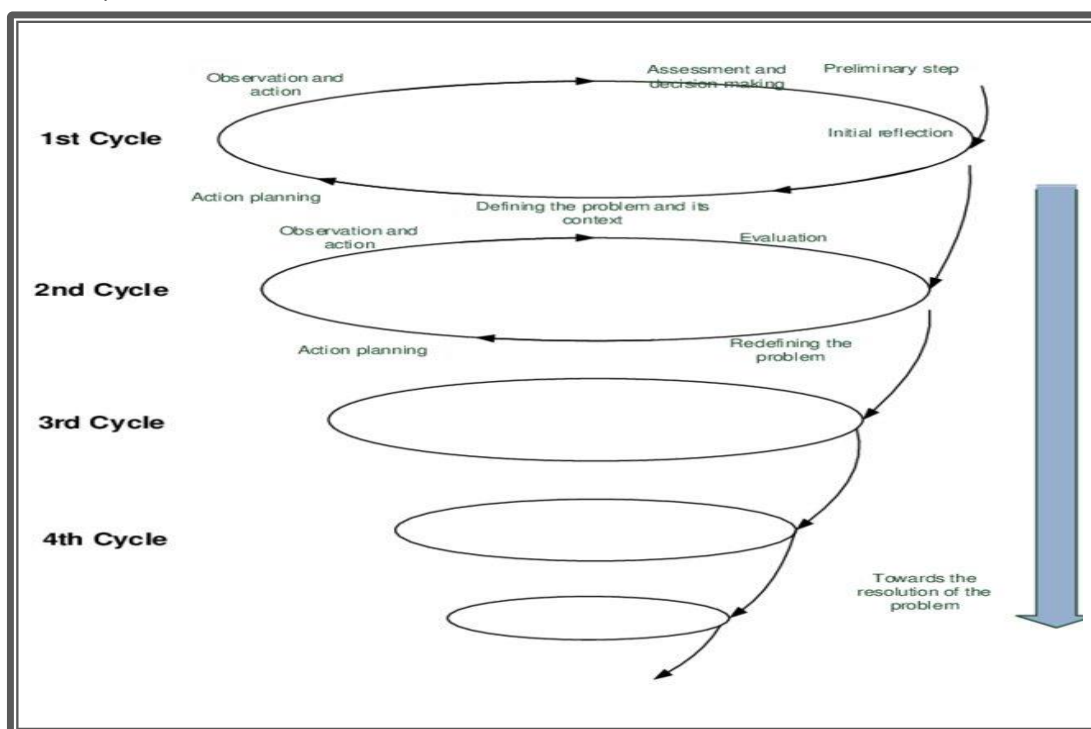 Observation and
action
Assessment and
decision making
Preliminary step
1st Cycle
Initial reflection
Action planning
Defining the problem and its
context
Observation and
action
Evaluation
2nd Cycle
Action planning
Redefining the
problem
3rd Cycle
4th Cycle
Towards the
resolution of the
problem